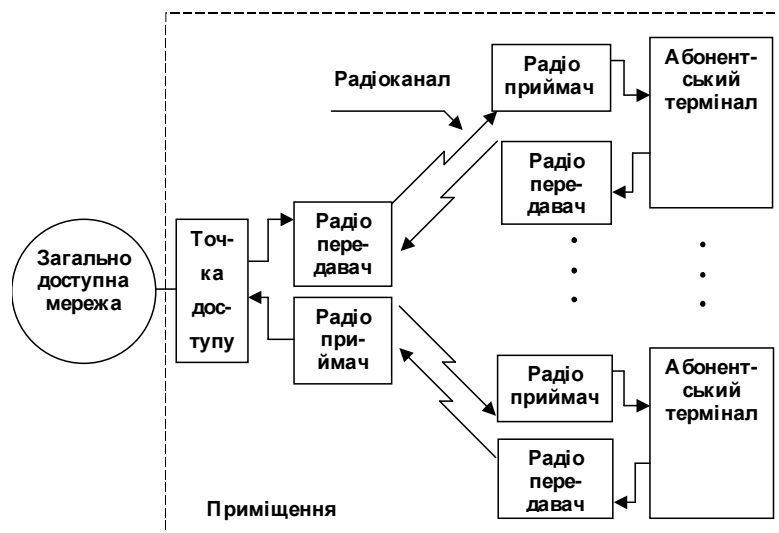 Радіоканал
Радіо
приймач
Абонент-
ський
термінал
Радіо
пере-
давач
Загально
доступна
мережа
Точ-
ка
дос-
тупу
Радіо
пере-
давач
Радіо
при-
ймач
Радіо
приймач
Абонент-
ський
термінал
Радіо
пере-
давач
Приміщення